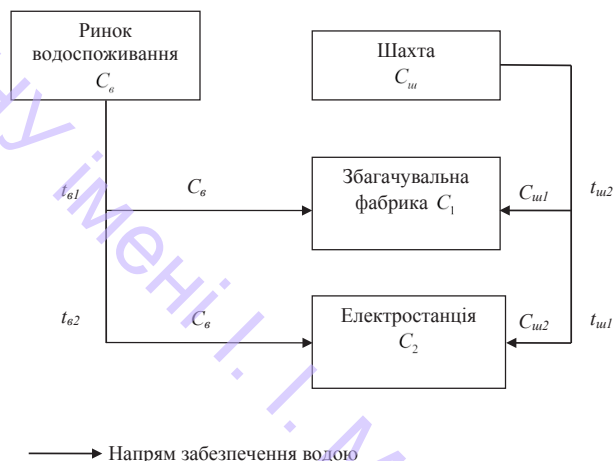 Ринок
водоспоживання
C_в
Шахта
C_ш
t_в1
C_в
Збагачувальна
фабрика C_1
C_ш1
t_ш2
t_в2
C_в
Електростанція
C_2
C_ш2
t_ш1
Напрям забезпечення водою
імені І. І. М